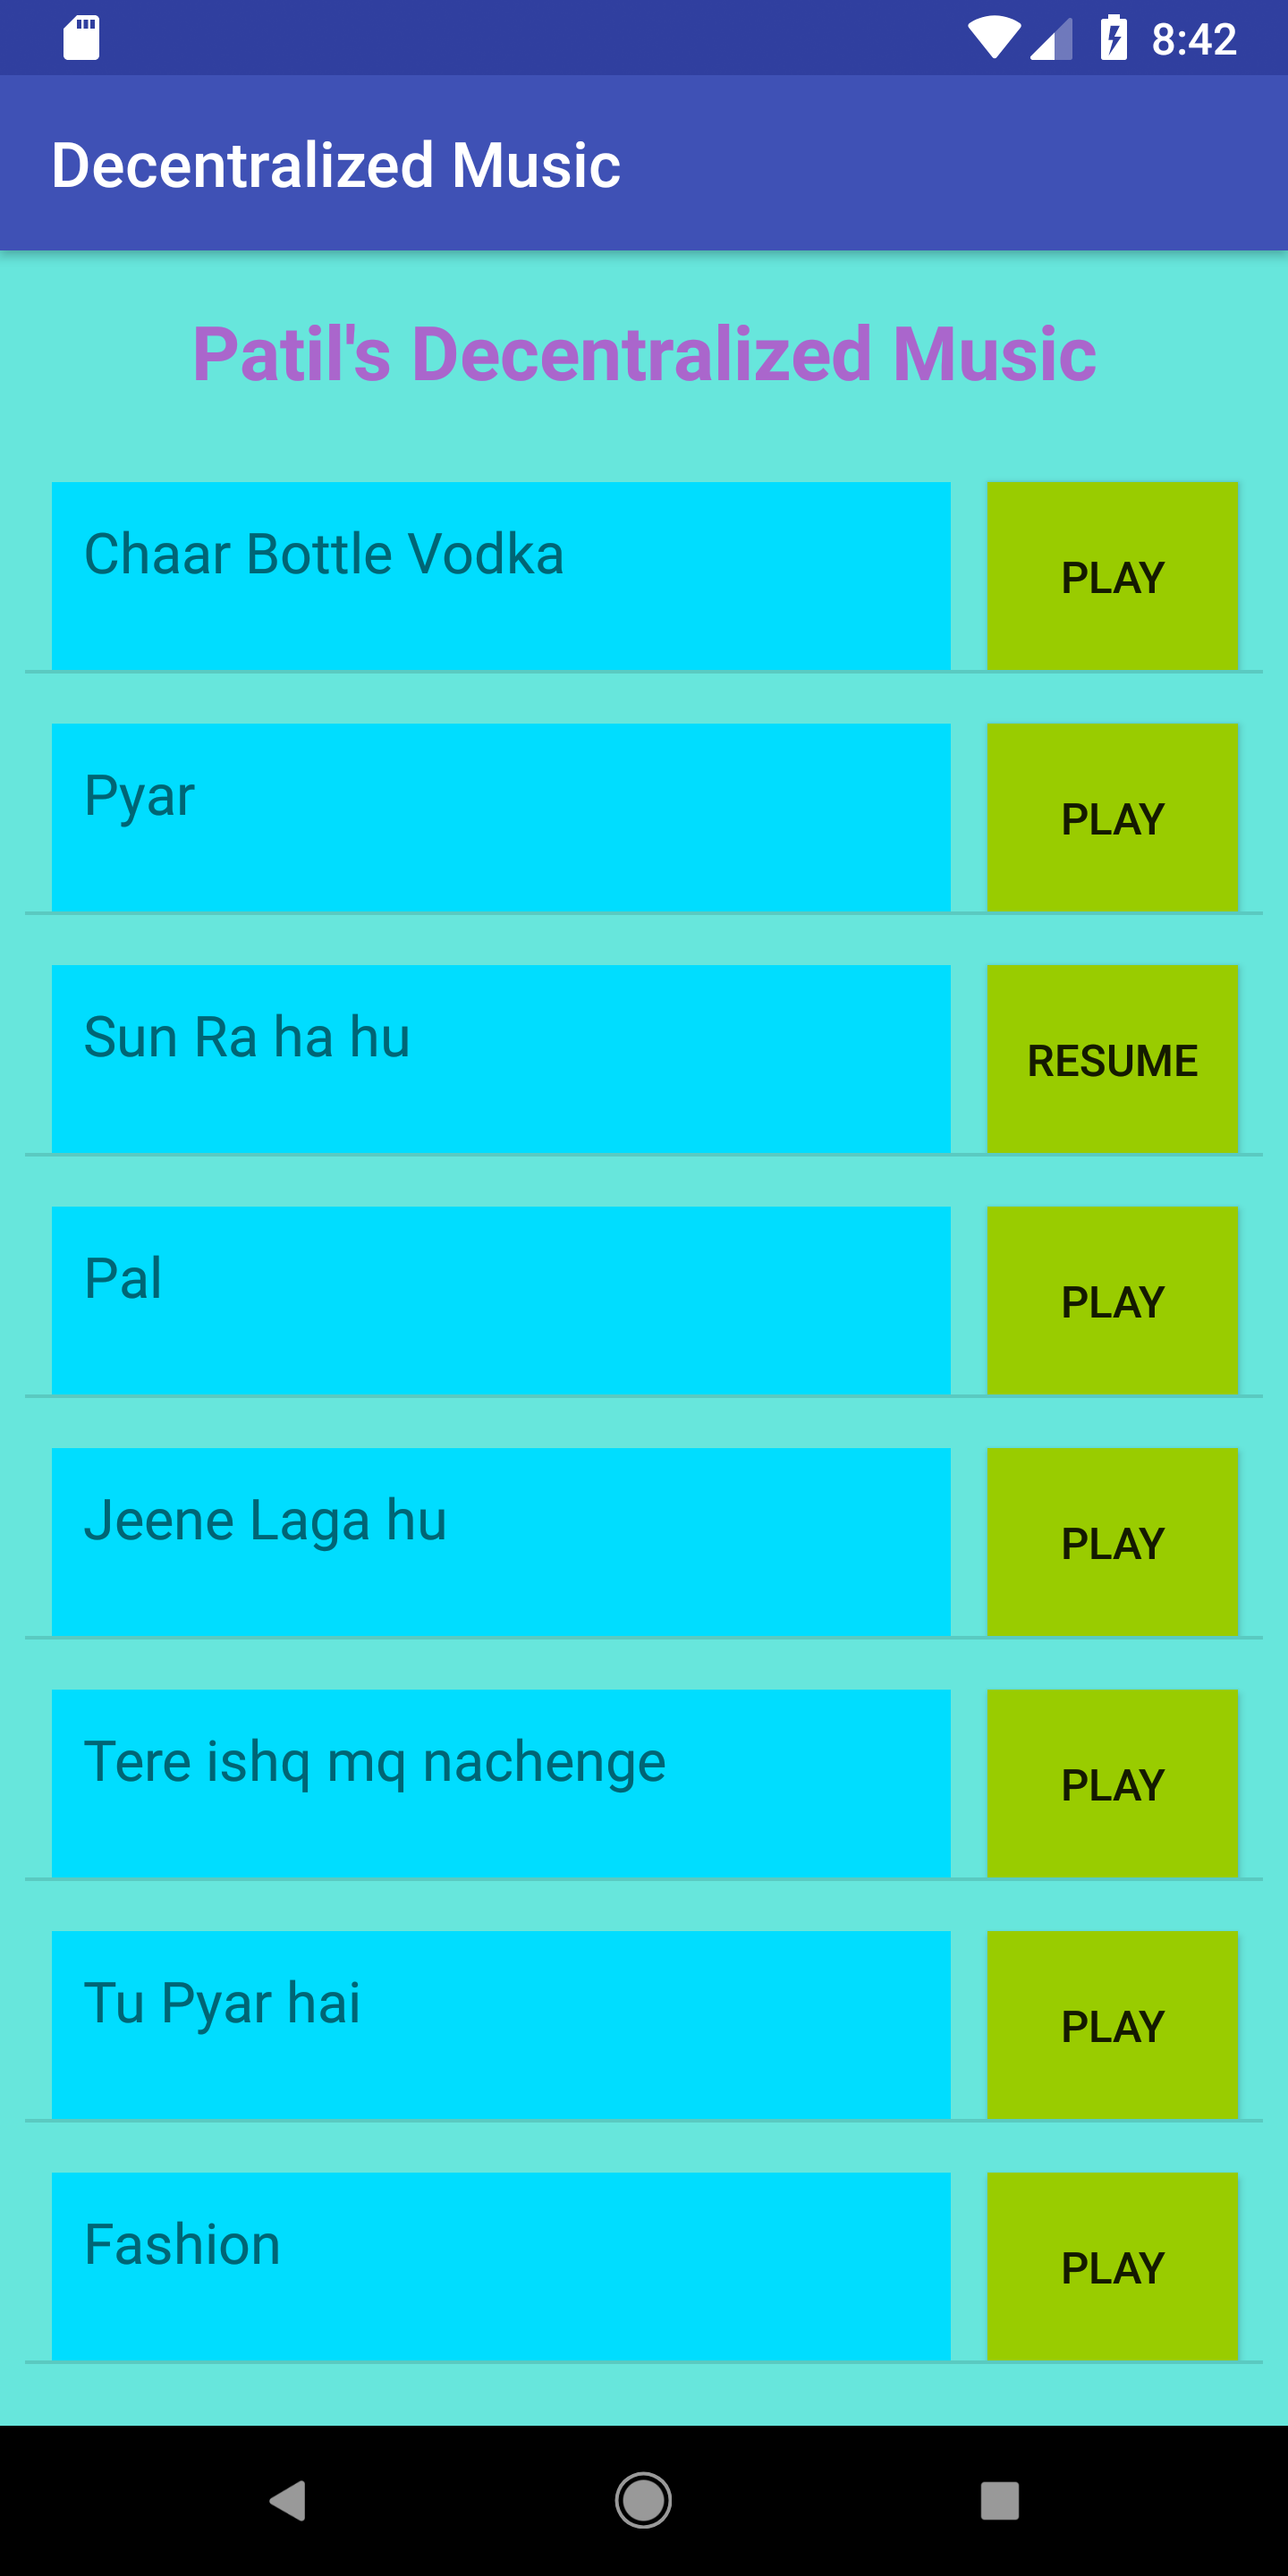 8:42
Decentralized Music
Patil's Decentralized Music
Chaar Bottle Vodka
PLAY
Pyar
PLAY
Sun Ra ha hu
RESUME
Pal
PLAY
Jeene Laga hu
PLAY
Tere ishq mq nachenge
PLAY
Tu Pyar hai
PLAY
Fashion
PLAY